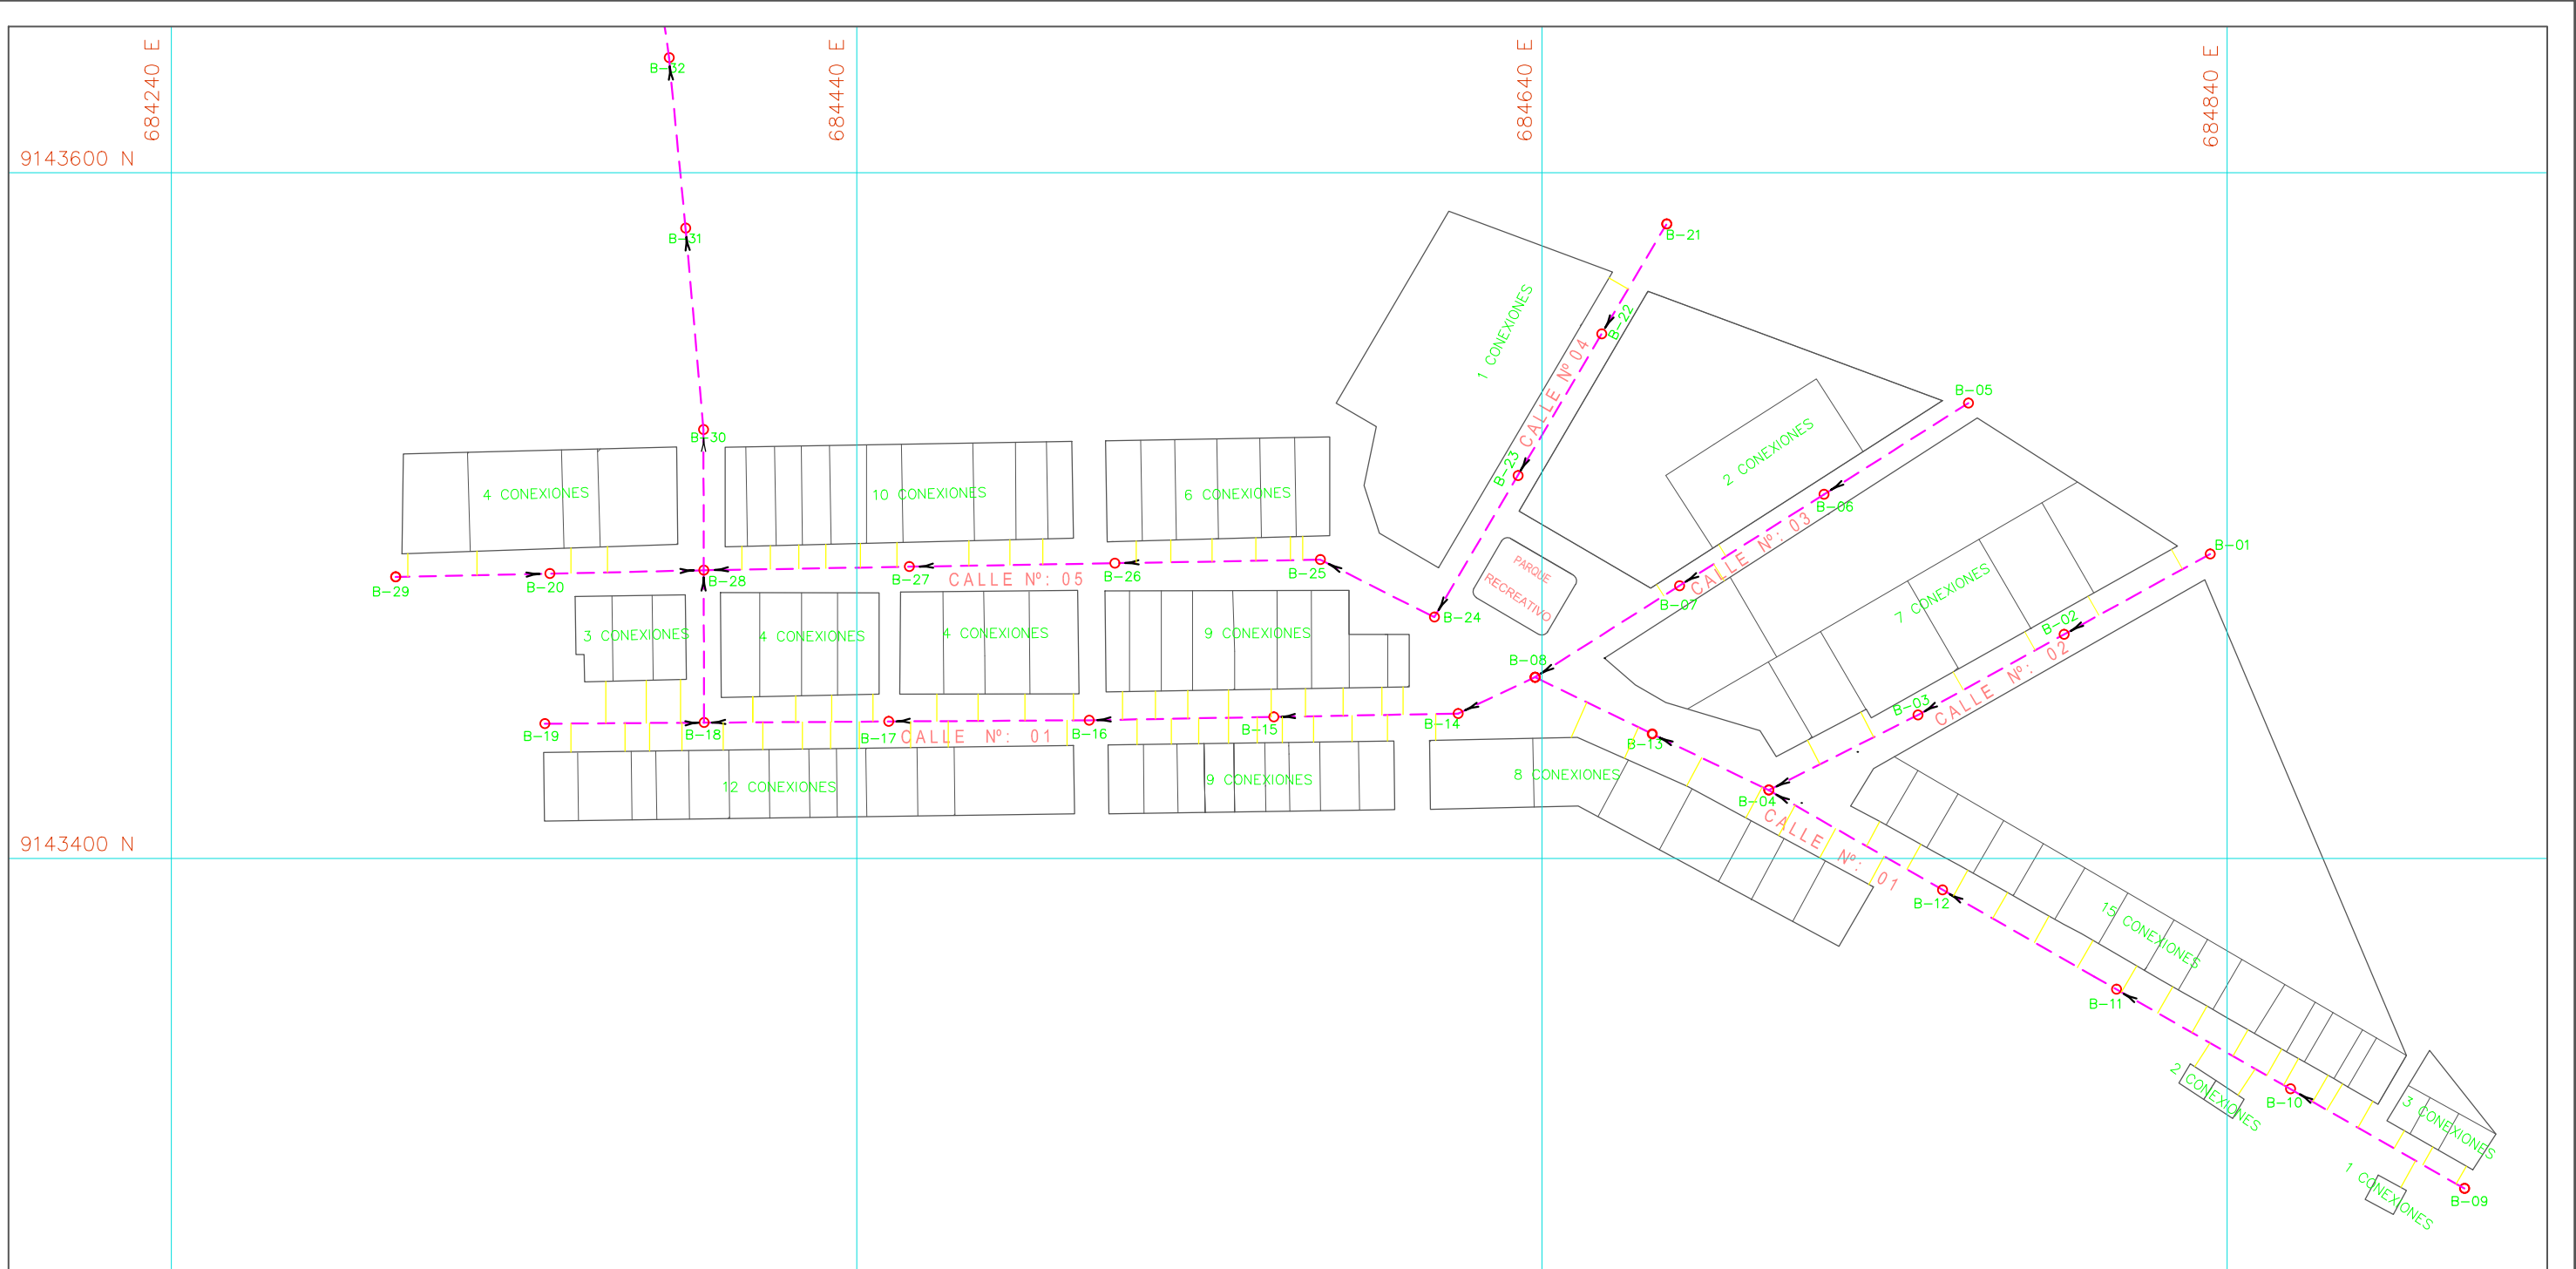 684240 E
684440 E
684640 E
684840 E
9143600 N
9143400 N
B-32
B-31
B-30
B-21
B-22
CALLE Nº 04
1 CONEXIONES
B-23
B-24
B-05
2 CONEXIONES
B-06
CALLE Nº: 03
B-07
B-08
PARQUE
RECREATIVO
B-01
7 CONEXIONES
B-02
CALLE Nº: 02
B-03
B-04
4 CONEXIONES
10 CONEXIONES
6 CONEXIONES
B-29
B-20
B-28
B-27
CALLE Nº: 05
B-26
B-25
3 CONEXIONES
4 CONEXIONES
4 CONEXIONES
9 CONEXIONES
B-19
B-18
B-17
CALLE Nº: 01
B-16
B-15
B-14
B-13
12 CONEXIONES
9 CONEXIONES
8 CONEXIONES
CALLE Nº: 01
B-12
15 CONEXIONES
B-11
2 CONEXIONES
B-10
3 CONEXIONES
1 CONEXIONES
B-09